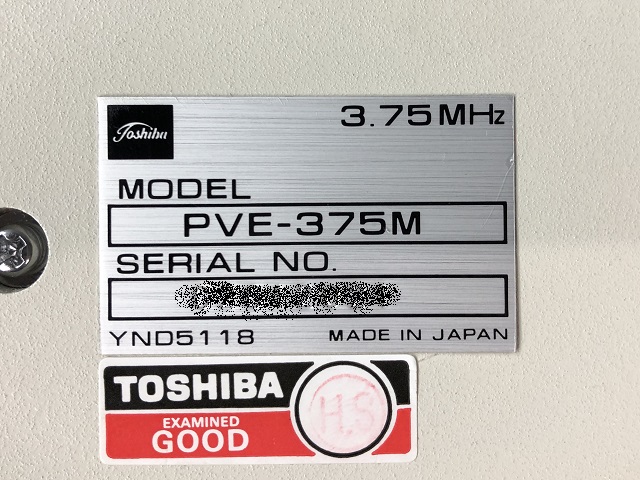 3.75MHz
Toshiba
MODEL
PVE-375M
SERIAL NO.
YND5118 MADE IN JAPAN
TOSHIBA
EXAMINED
GOOD
H.S